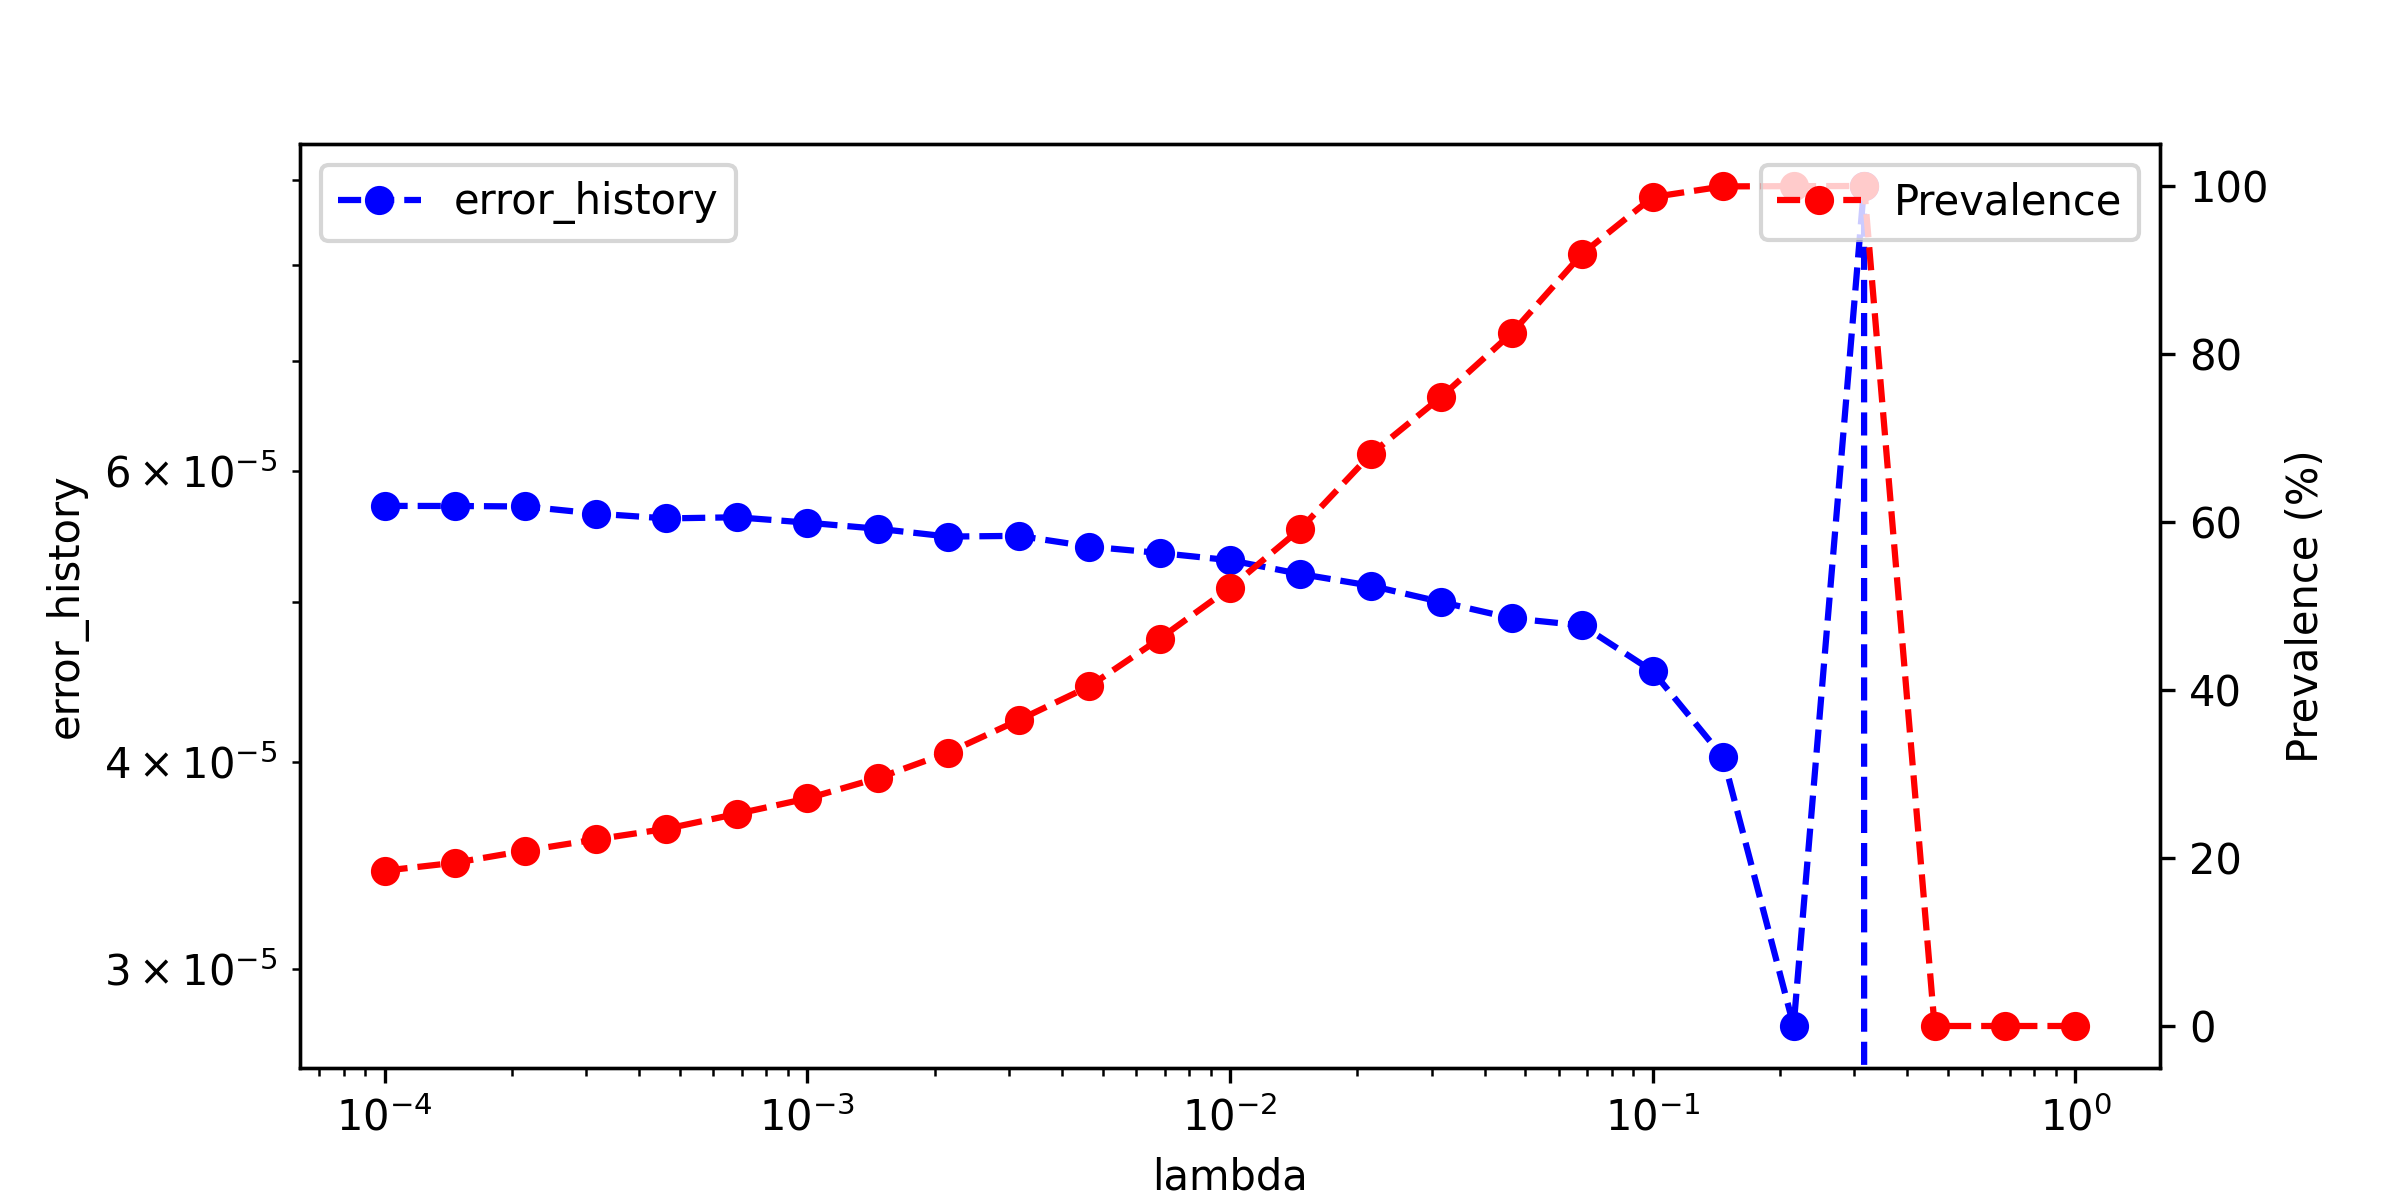 error_history
Prevalence
6 × 10⁻⁵
4 × 10⁻⁵
3 × 10⁻⁵
error_history
100
80
60
40
20
0
Prevalence (%)
10⁻⁴ 10⁻³ 10⁻² 10⁻¹ 10⁰
lambda